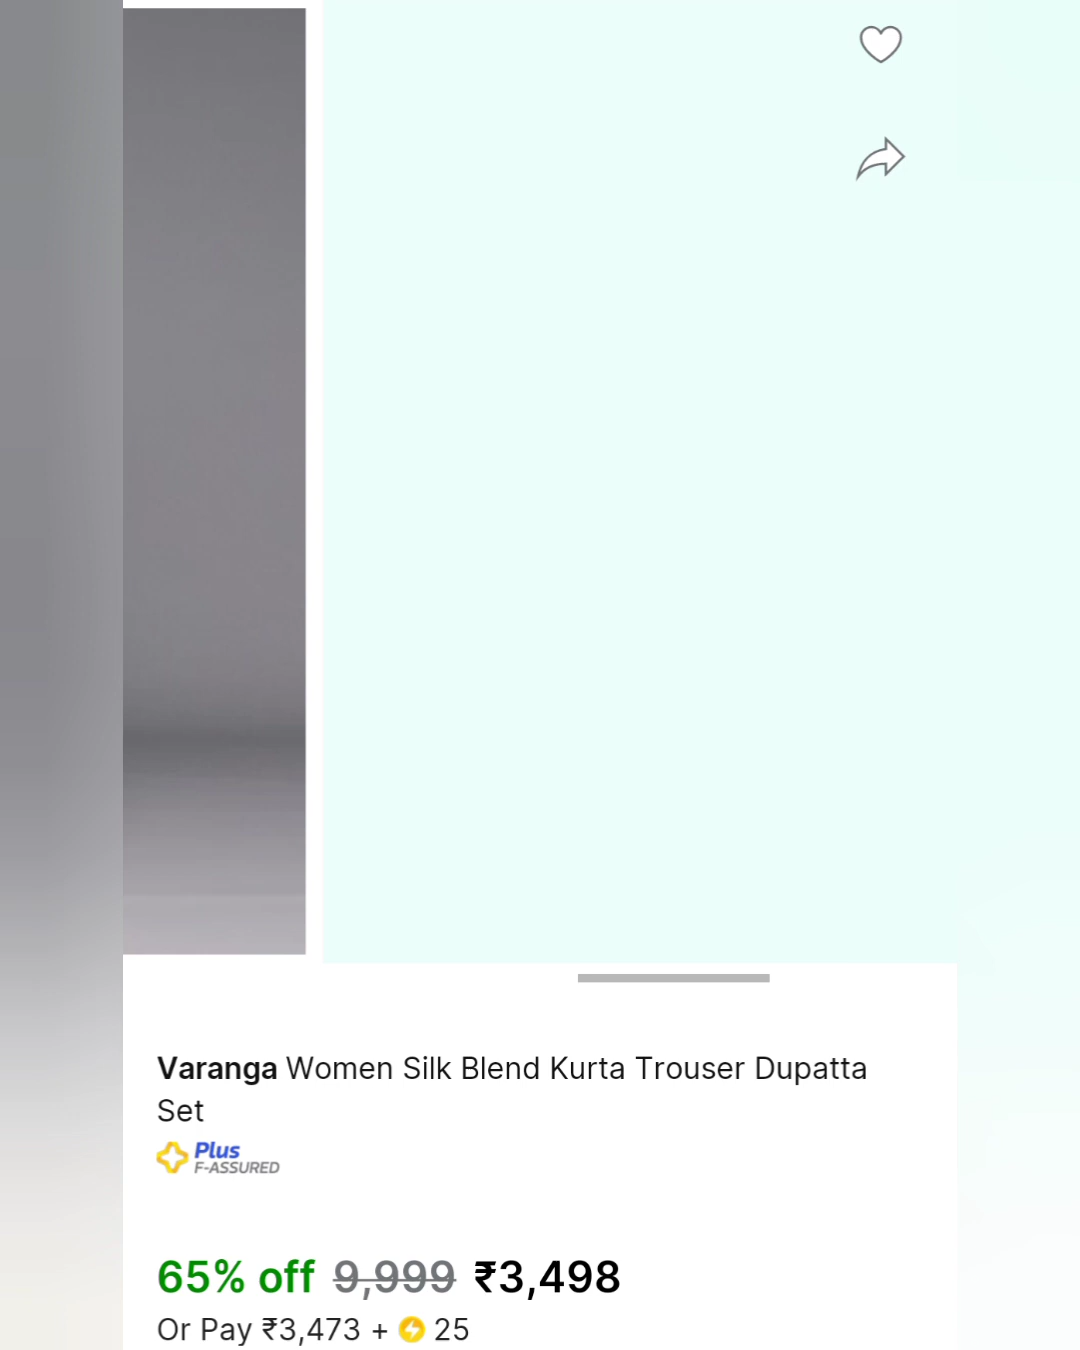 Varanga Women Silk Blend Kurta Trouser Dupatta
Set
Plus
F-ASSURED
65% off 9,999 ₹3,498
Or Pay ₹3,473 + 25